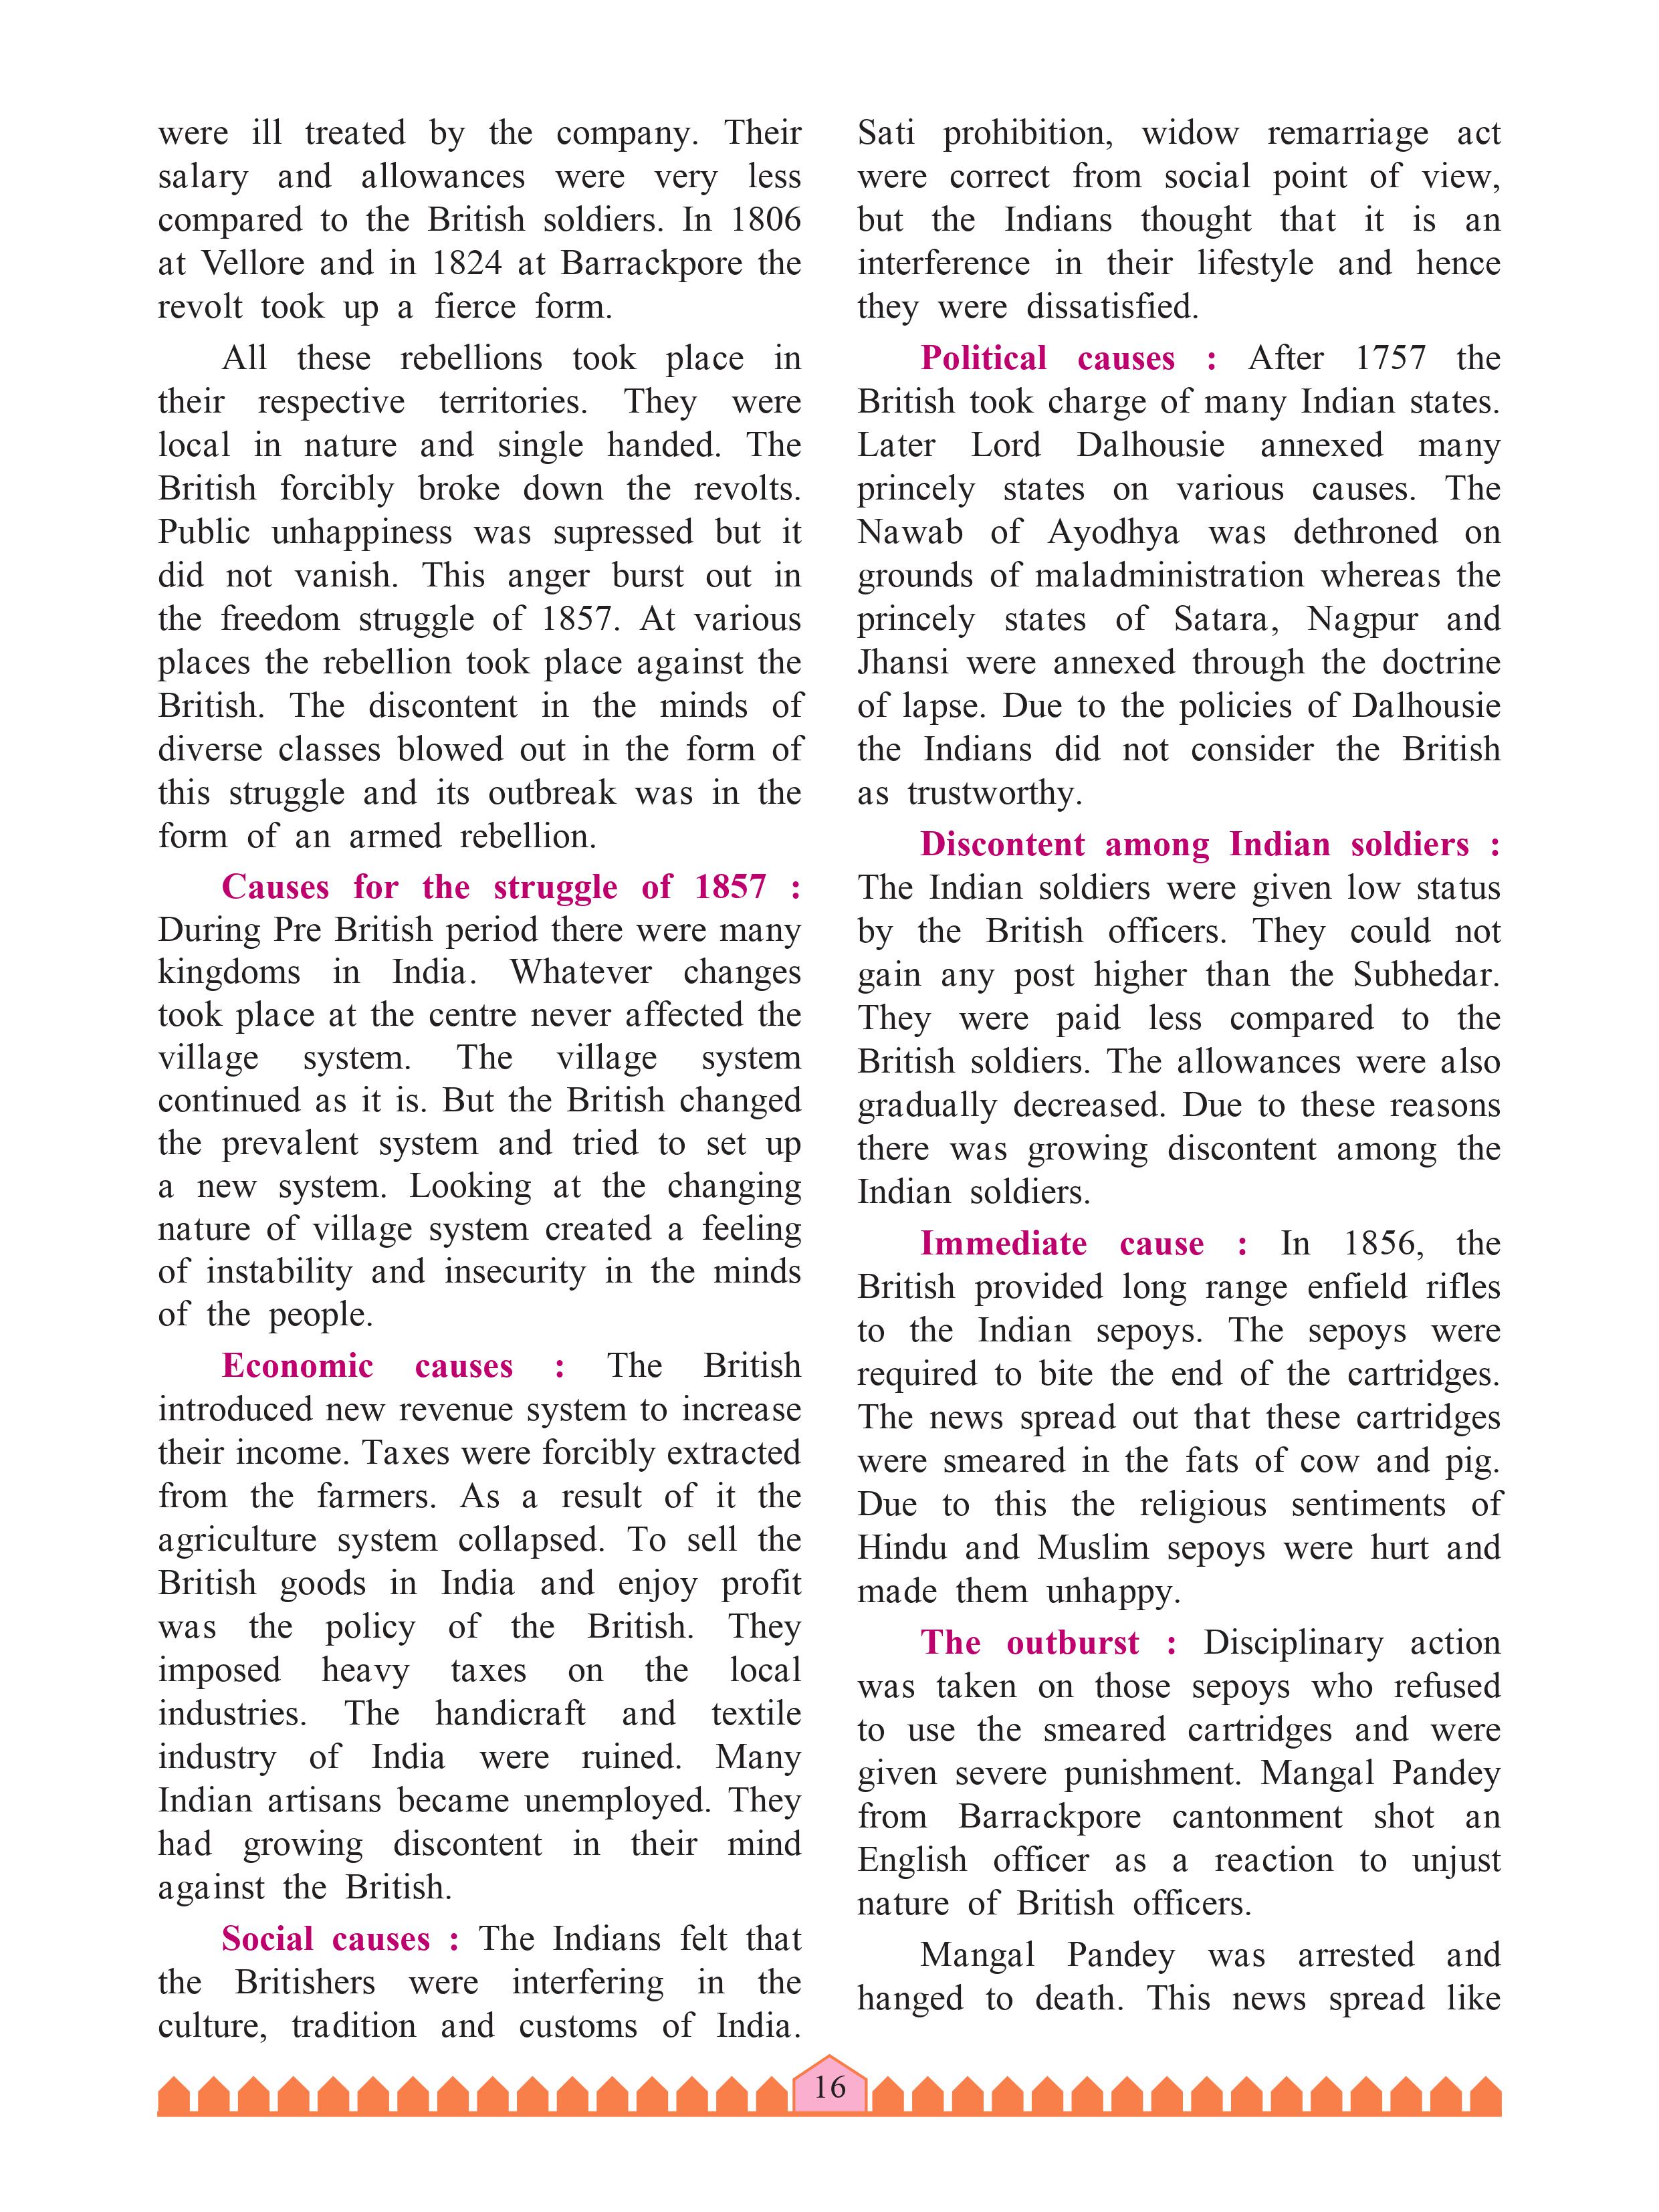 were ill treated by the company. Their
salary and allowances were very less
compared to the British soldiers. In 1806
at Vellore and in 1824 at Barrackpore the
revolt took up a fierce form.
All these rebellions took place in
their respective territories. They were
local in nature and single handed. The
British forcibly broke down the revolts.
Public unhappiness was supressed but it
did not vanish. This anger burst out in
the freedom struggle of 1857. At various
places the rebellion took place against the
British. The discontent in the minds of
diverse classes blowed out in the form of
this struggle and its outbreak was in the
form of an armed rebellion.
Causes for the struggle of 1857 :
During Pre British period there were many
kingdoms in India. Whatever changes
took place at the centre never affected the
village system. The village system
continued as it is. But the British changed
the prevalent system and tried to set up
a new system. Looking at the changing
nature of village system created a feeling
of instability and insecurity in the minds
of the people.
Economic causes : The British
introduced new revenue system to increase
their income. Taxes were forcibly extracted
from the farmers. As a result of it the
agriculture system collapsed. To sell the
British goods in India and enjoy profit
was the policy of the British. They
imposed heavy taxes on the local
industries. The handicraft and textile
industry of India were ruined. Many
Indian artisans became unemployed. They
had growing discontent in their mind
against the British.
Social causes : The Indians felt that
the Britishers were interfering in the
culture, tradition and customs of India.
Sati prohibition, widow remarriage act
were correct from social point of view,
but the Indians thought that it is an
interference in their lifestyle and hence
they were dissatisfied.
Political causes : After 1757 the
British took charge of many Indian states.
Later Lord Dalhousie annexed many
princely states on various causes. The
Nawab of Ayodhya was dethroned on
grounds of maladministration whereas the
princely states of Satara, Nagpur and
Jhansi were annexed through the doctrine
of lapse. Due to the policies of Dalhousie
the Indians did not consider the British
as trustworthy.
Discontent among Indian soldiers :
The Indian soldiers were given low status
by the British officers. They could not
gain any post higher than the Subhedar.
They were paid less compared to the
British soldiers. The allowances were also
gradually decreased. Due to these reasons
there was growing discontent among the
Indian soldiers.
Immediate cause : In 1856, the
British provided long range enfield rifles
to the Indian sepoys. The sepoys were
required to bite the end of the cartridges.
The news spread out that these cartridges
were smeared in the fats of cow and pig.
Due to this the religious sentiments of
Hindu and Muslim sepoys were hurt and
made them unhappy.
The outburst : Disciplinary action
was taken on those sepoys who refused
to use the smeared cartridges and were
given severe punishment. Mangal Pandey
from Barrackpore cantonment shot an
English officer as a reaction to unjust
nature of British officers.
Mangal Pandey was arrested and
hanged to death. This news spread like
16